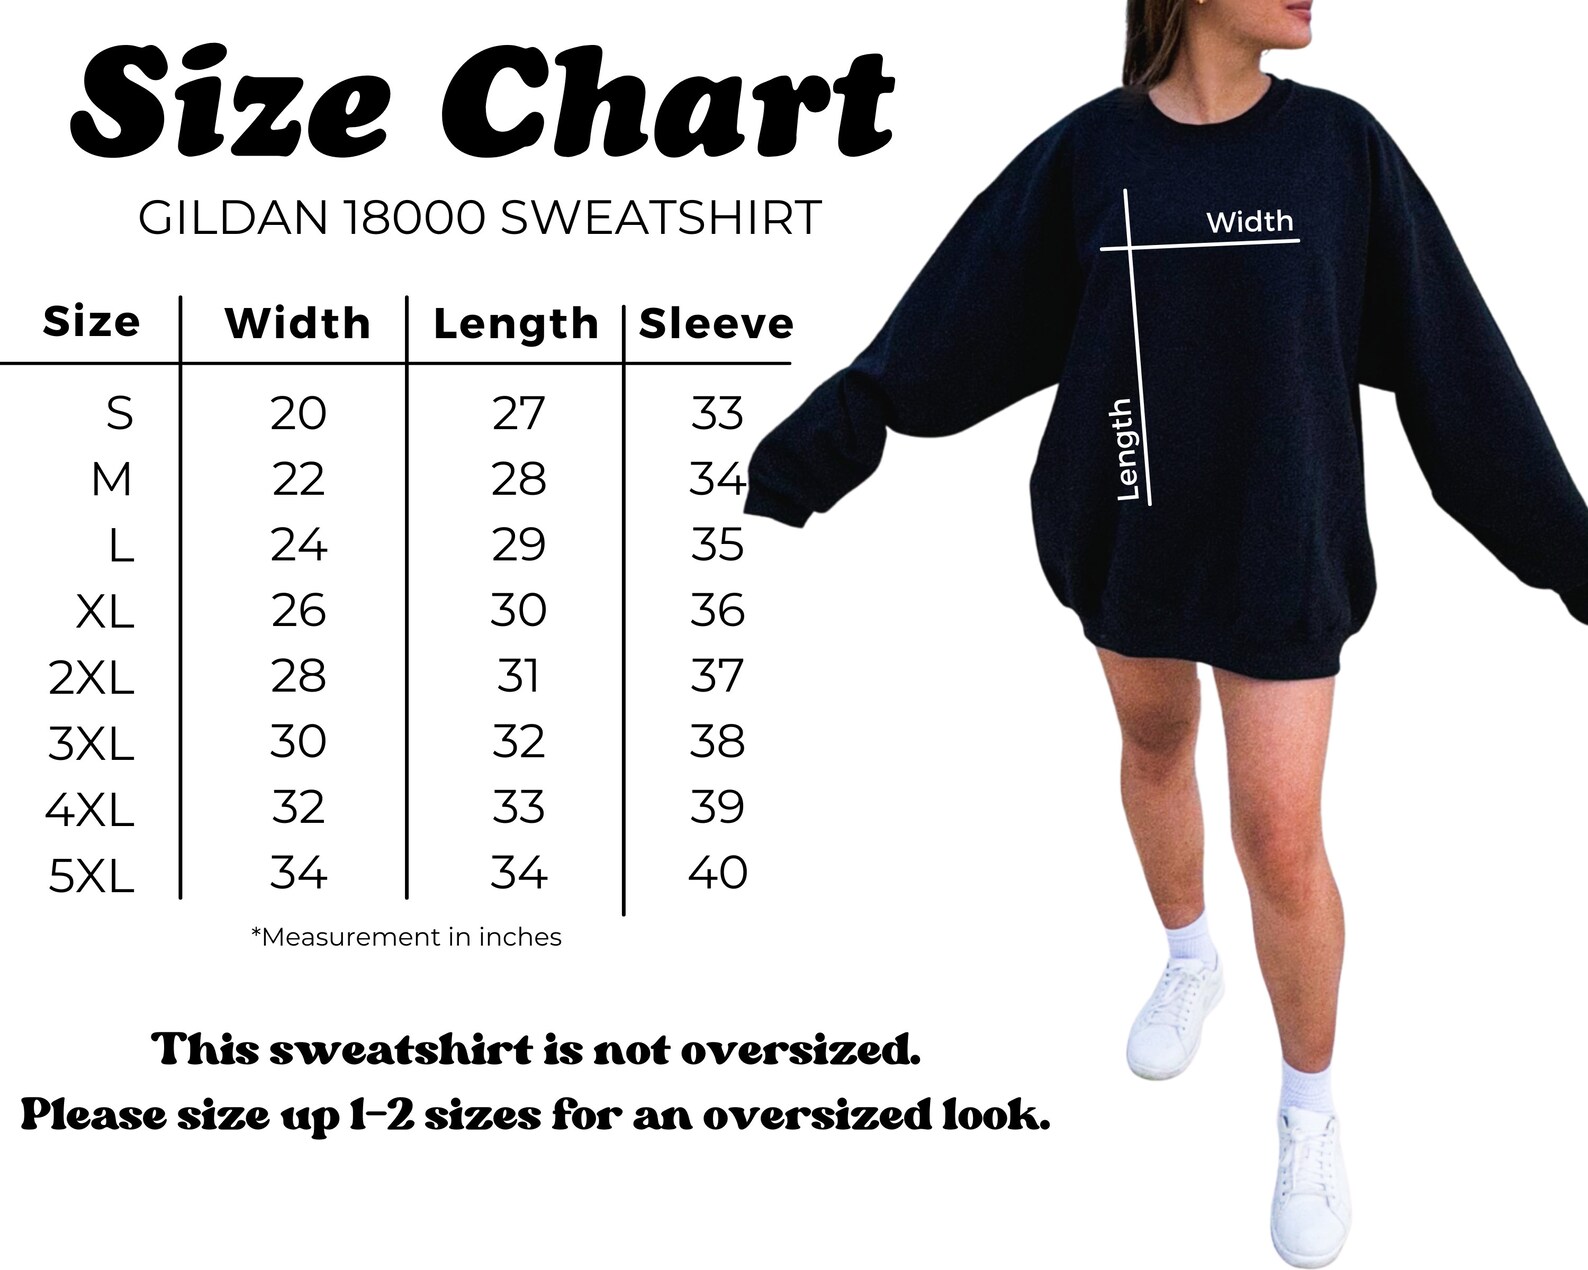 Size Chart
GILDAN 18000 SWEATSHIRT
Size Width Length Sleeve
S 20 27 33
M 22 28 34
L 24 29 35
XL 26 30 36
2XL 28 31 37
3XL 30 32 38
4XL 32 33 39
5XL 34 34 40
*Measurement in inches
This sweatshirt is not oversized.
Please size up 1-2 sizes for an oversized look.
Width
Length